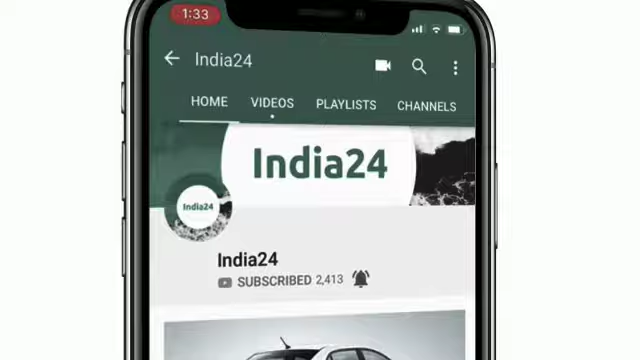 1:33
India24
HOME VIDEOS PLAYLISTS CHANNELS
India24
India24
India24
SUBSCRIBED 2,413